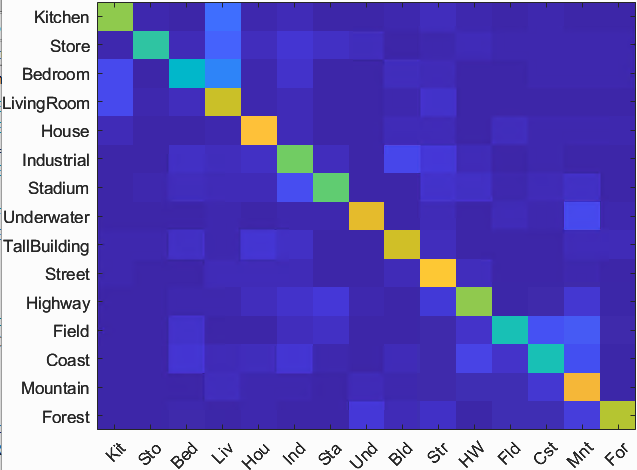 Kitchen
Store
Bedroom
LivingRoom
House
Industrial
Stadium
Underwater
TallBuilding
Street
Highway
Field
Coast
Mountain
Forest
Kit Sto Bed Liv Hou Ind Sta Und Bld Str HW Fld Cst Mnt For